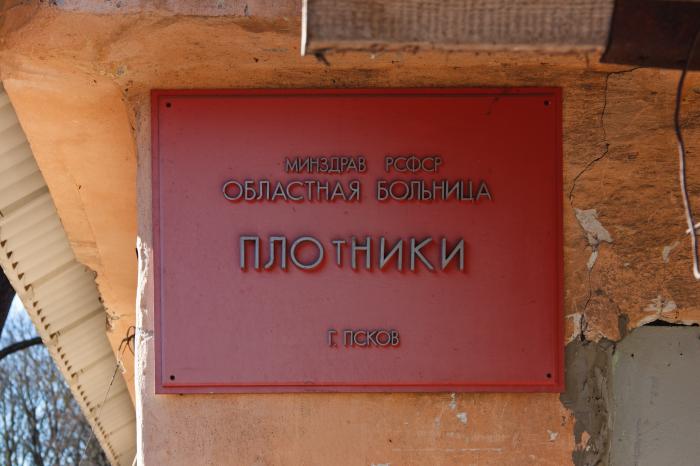 МИНЗДРАВ РСФСР
ОБЛАСТНАЯ БОЛЬНИЦА
ПЛОТНИКИ
Г. ПСКОВ